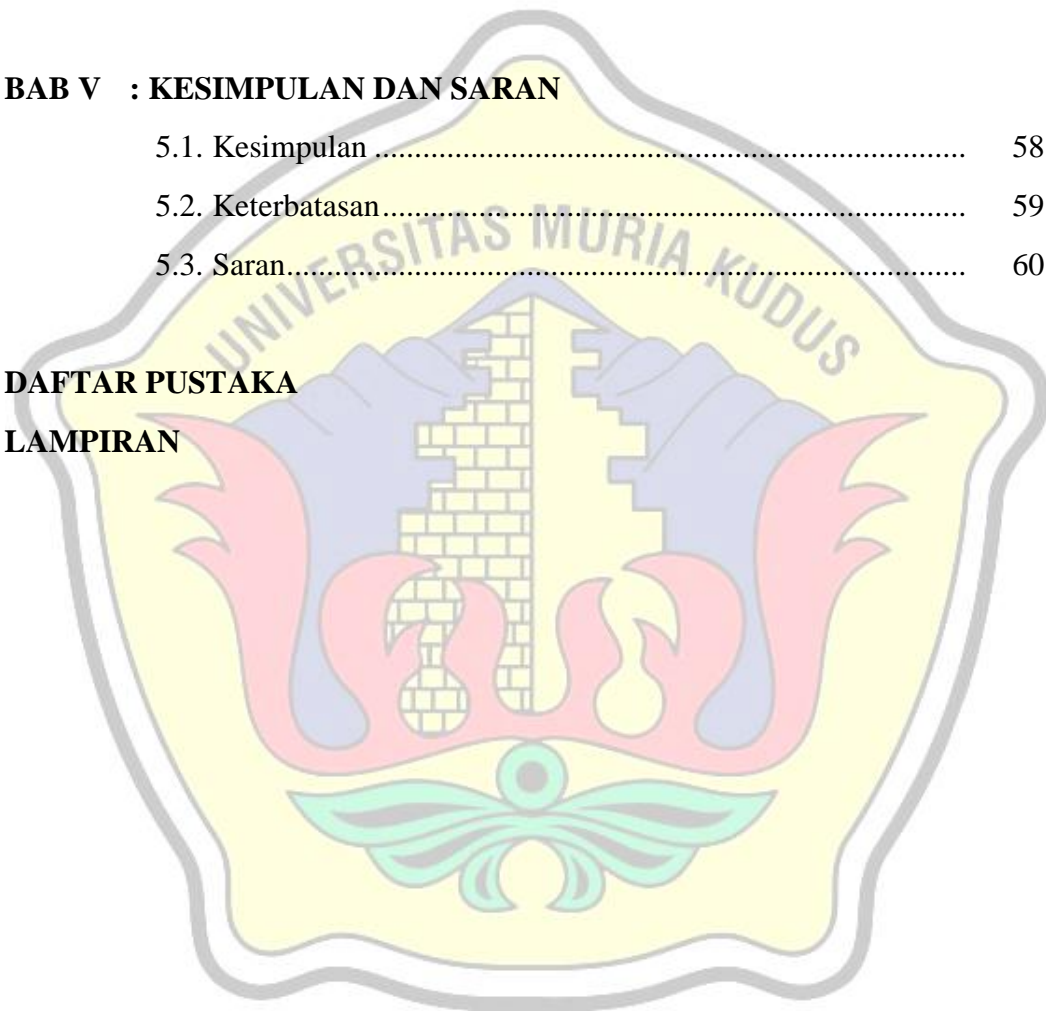 BAB V : KESIMPULAN DAN SARAN
5.1. Kesimpulan ......................................................................... 58
5.2. Keterbatasan........................................................................ 59
5.3. Saran.................................................................................... 60
UNIVERSITAS MURIA KUDUS
DAFTAR PUSTAKA
LAMPIRAN